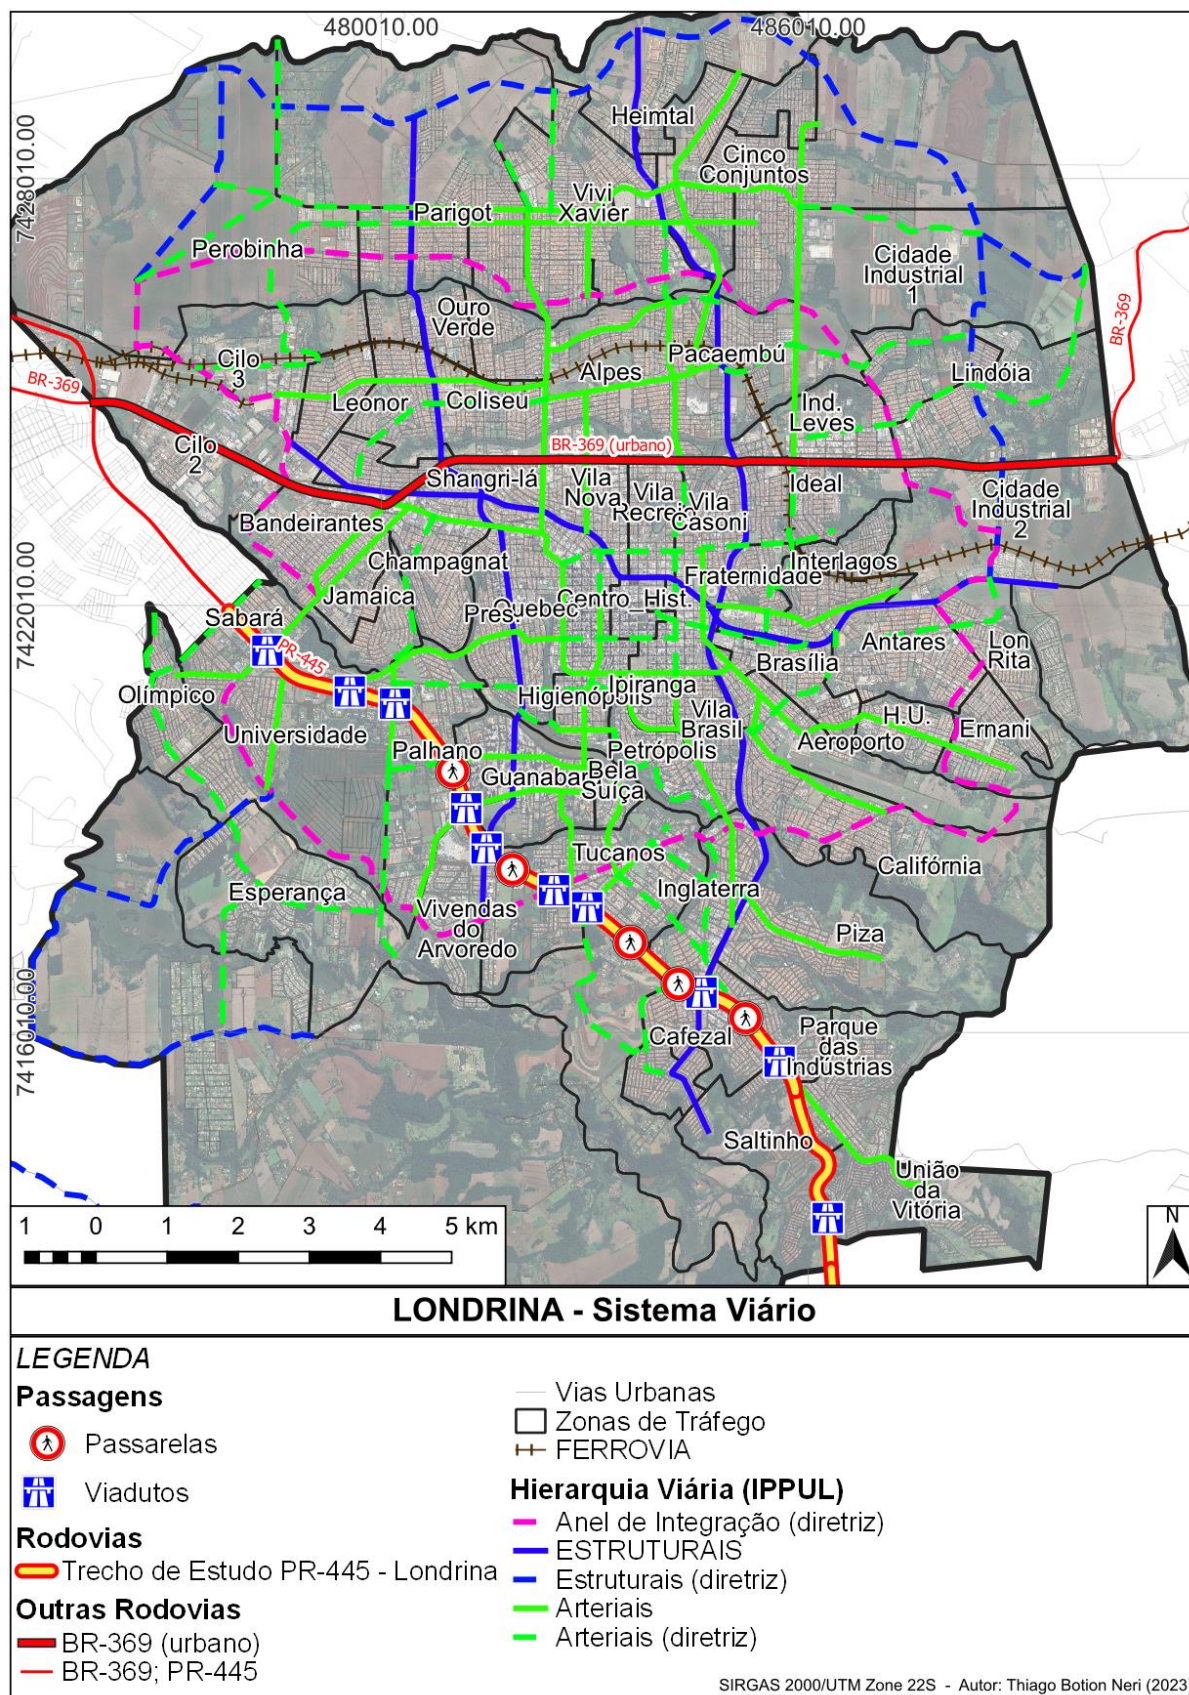 480010.00
486010.00
7428010.00
7422010.00
7416010.00
Heimtal
Cinco
Conjuntos
Vivi
Xavier
Parigot
Perobinha
Cidade
Industrial
1
Ouro
Verde
BR-369
Cilo
3
Pacaembú
Alpes
Lindóia
BR-369
Leonor
Coliseu
Ind.
Leves
Cilo
2
BR-369 (urbano)
Shangri-lá
Vila
Nova
Vila
Recreio
Vila
Casoni
Ideal
Cidade
Industrial
2
Bandeirantes
Champagnat
Interlagos
Fraternidade
Jamaica
Pres.
Quebec
Centro_Hist.
Sabará
PR-445
Antares
Lon
Rita
Brasília
Olímpico
Higienópolis
Ipiranga
Universidade
Vila
Brasil
H.U.
Ernani
Aeroporto
Palhano
Petrópolis
Guanabar
Bela
Suíça
Tucanos
Califórnia
Esperança
Inglaterra
Vivendas
do
Arvoredo
Piza
Cafezal
Parque
das
Indústrias
Saltinho
União
da
Vitória
1 0 1 2 3 4 5 km
N
LONDRINA - Sistema Viário
LEGENDA
Passagens
Passarelas
Viadutos
Rodovias
Trecho de Estudo PR-445 - Londrina
Outras Rodovias
BR-369 (urbano)
BR-369; PR-445
Vias Urbanas
Zonas de Tráfego
FERROVIA
Hierarquia Viária (IPPUL)
Anel de Integração (diretriz)
ESTRUTURAIS
Estruturais (diretriz)
Arteriais
Arteriais (diretriz)
SIRGAS 2000/UTM Zone 22S - Autor: Thiago Botion Neri (2023